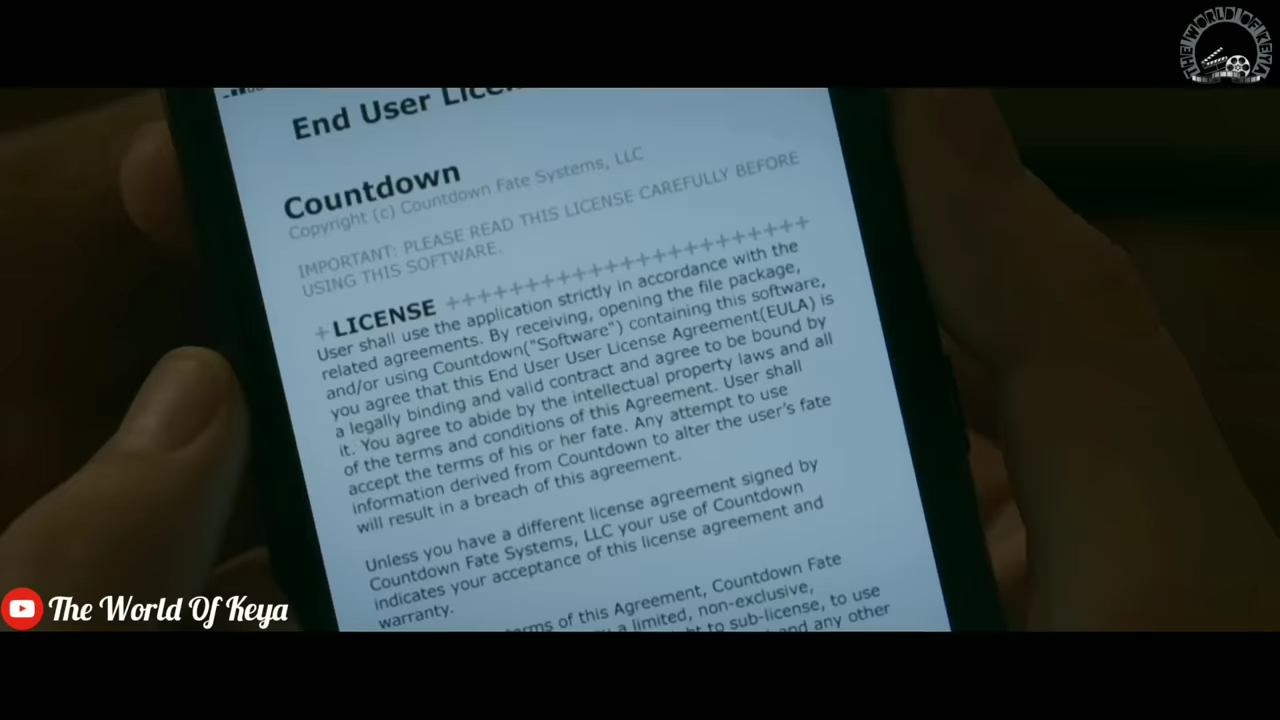 THE WORLD OF KEYA
End User
Countdown
Copyright (c) Countdown Fate Systems, LLC
IMPORTANT: PLEASE READ THIS LICENSE CAREFULLY BEFORE
USING THIS SOFTWARE.
+LICENSE ++++++++++++++++++++++
User shall use the application strictly in accordance with the
related agreements. By receiving, opening the file package,
and/or using Countdown("Software") containing this software,
you agree that this End User User License Agreement(EULA) is
a legally binding and valid contract and agree to be bound by
it. You agree to abide by the intellectual property laws and all
of the terms and conditions of this Agreement. User shall
accept the terms of his or her fate. Any attempt to use
information derived from Countdown to alter the user's fate
will result in a breach of this agreement.
Unless you have a different license agreement signed by
Countdown Fate Systems, LLC your use of Countdown
indicates your acceptance of this license agreement and
warranty.
of this Agreement, Countdown Fate
a limited, non-exclusive,
to sub-license, to use
and any other
The World Of Keya